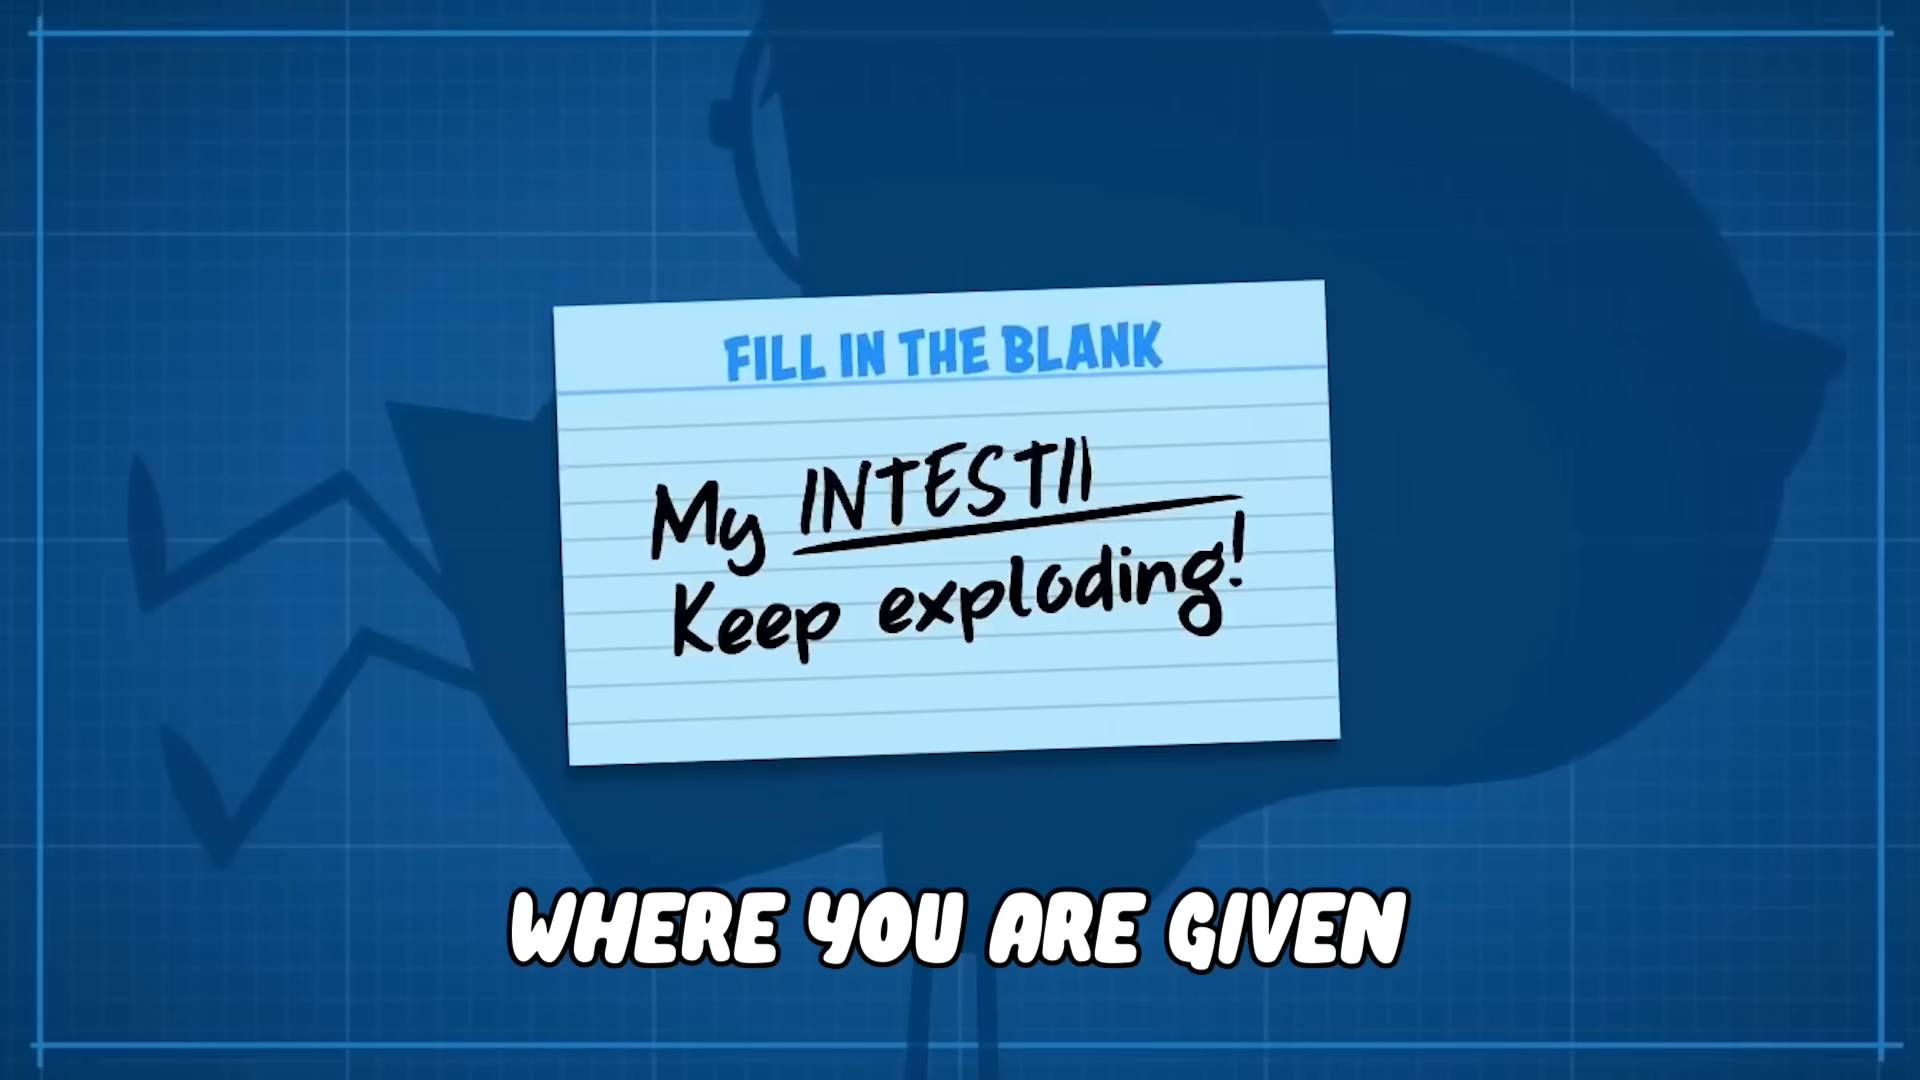 FILL IN THE BLANK
My INTESTII
Keep exploding!
WHERE YOU ARE GIVEN